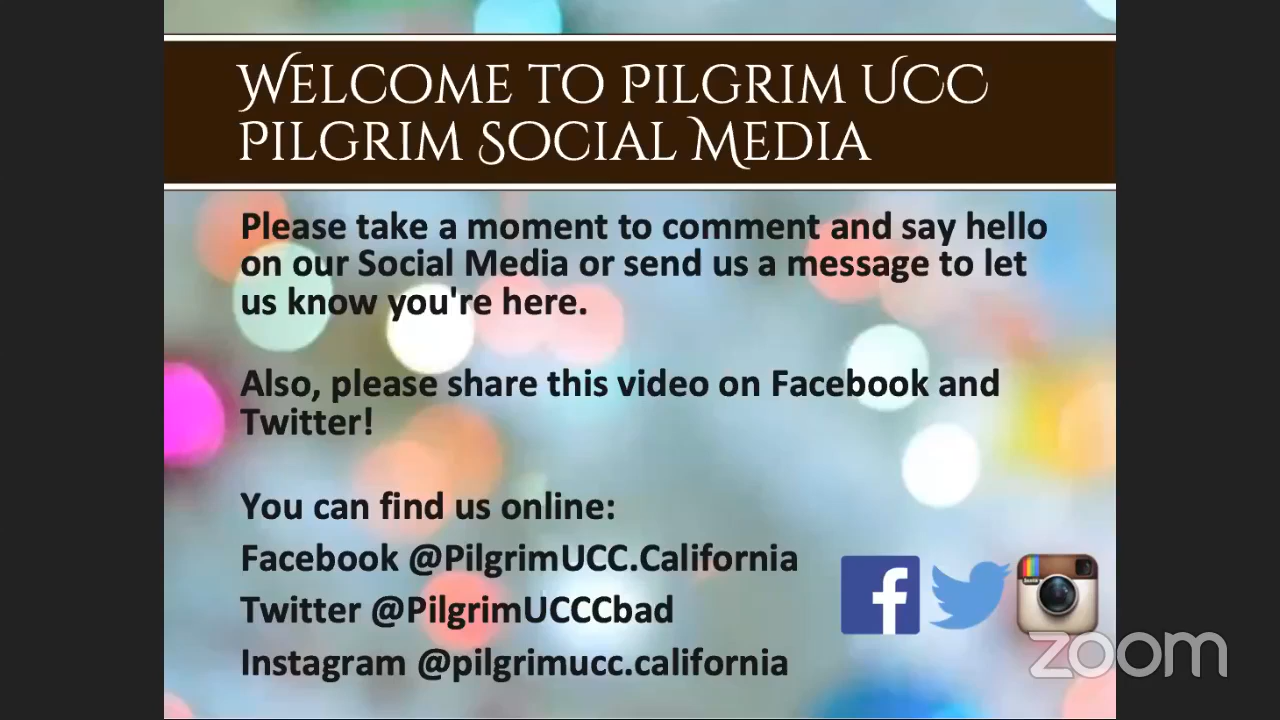 Welcome to Pilgrim UCC
Pilgrim Social Media
Please take a moment to comment and say hello
on our Social Media or send us a message to let
us know you're here.
Also, please share this video on Facebook and
Twitter!
You can find us online:
Facebook @PilgrimUCC.California
Twitter @PilgrimUCCCbad
Instagram @pilgrimucc.california
zoom